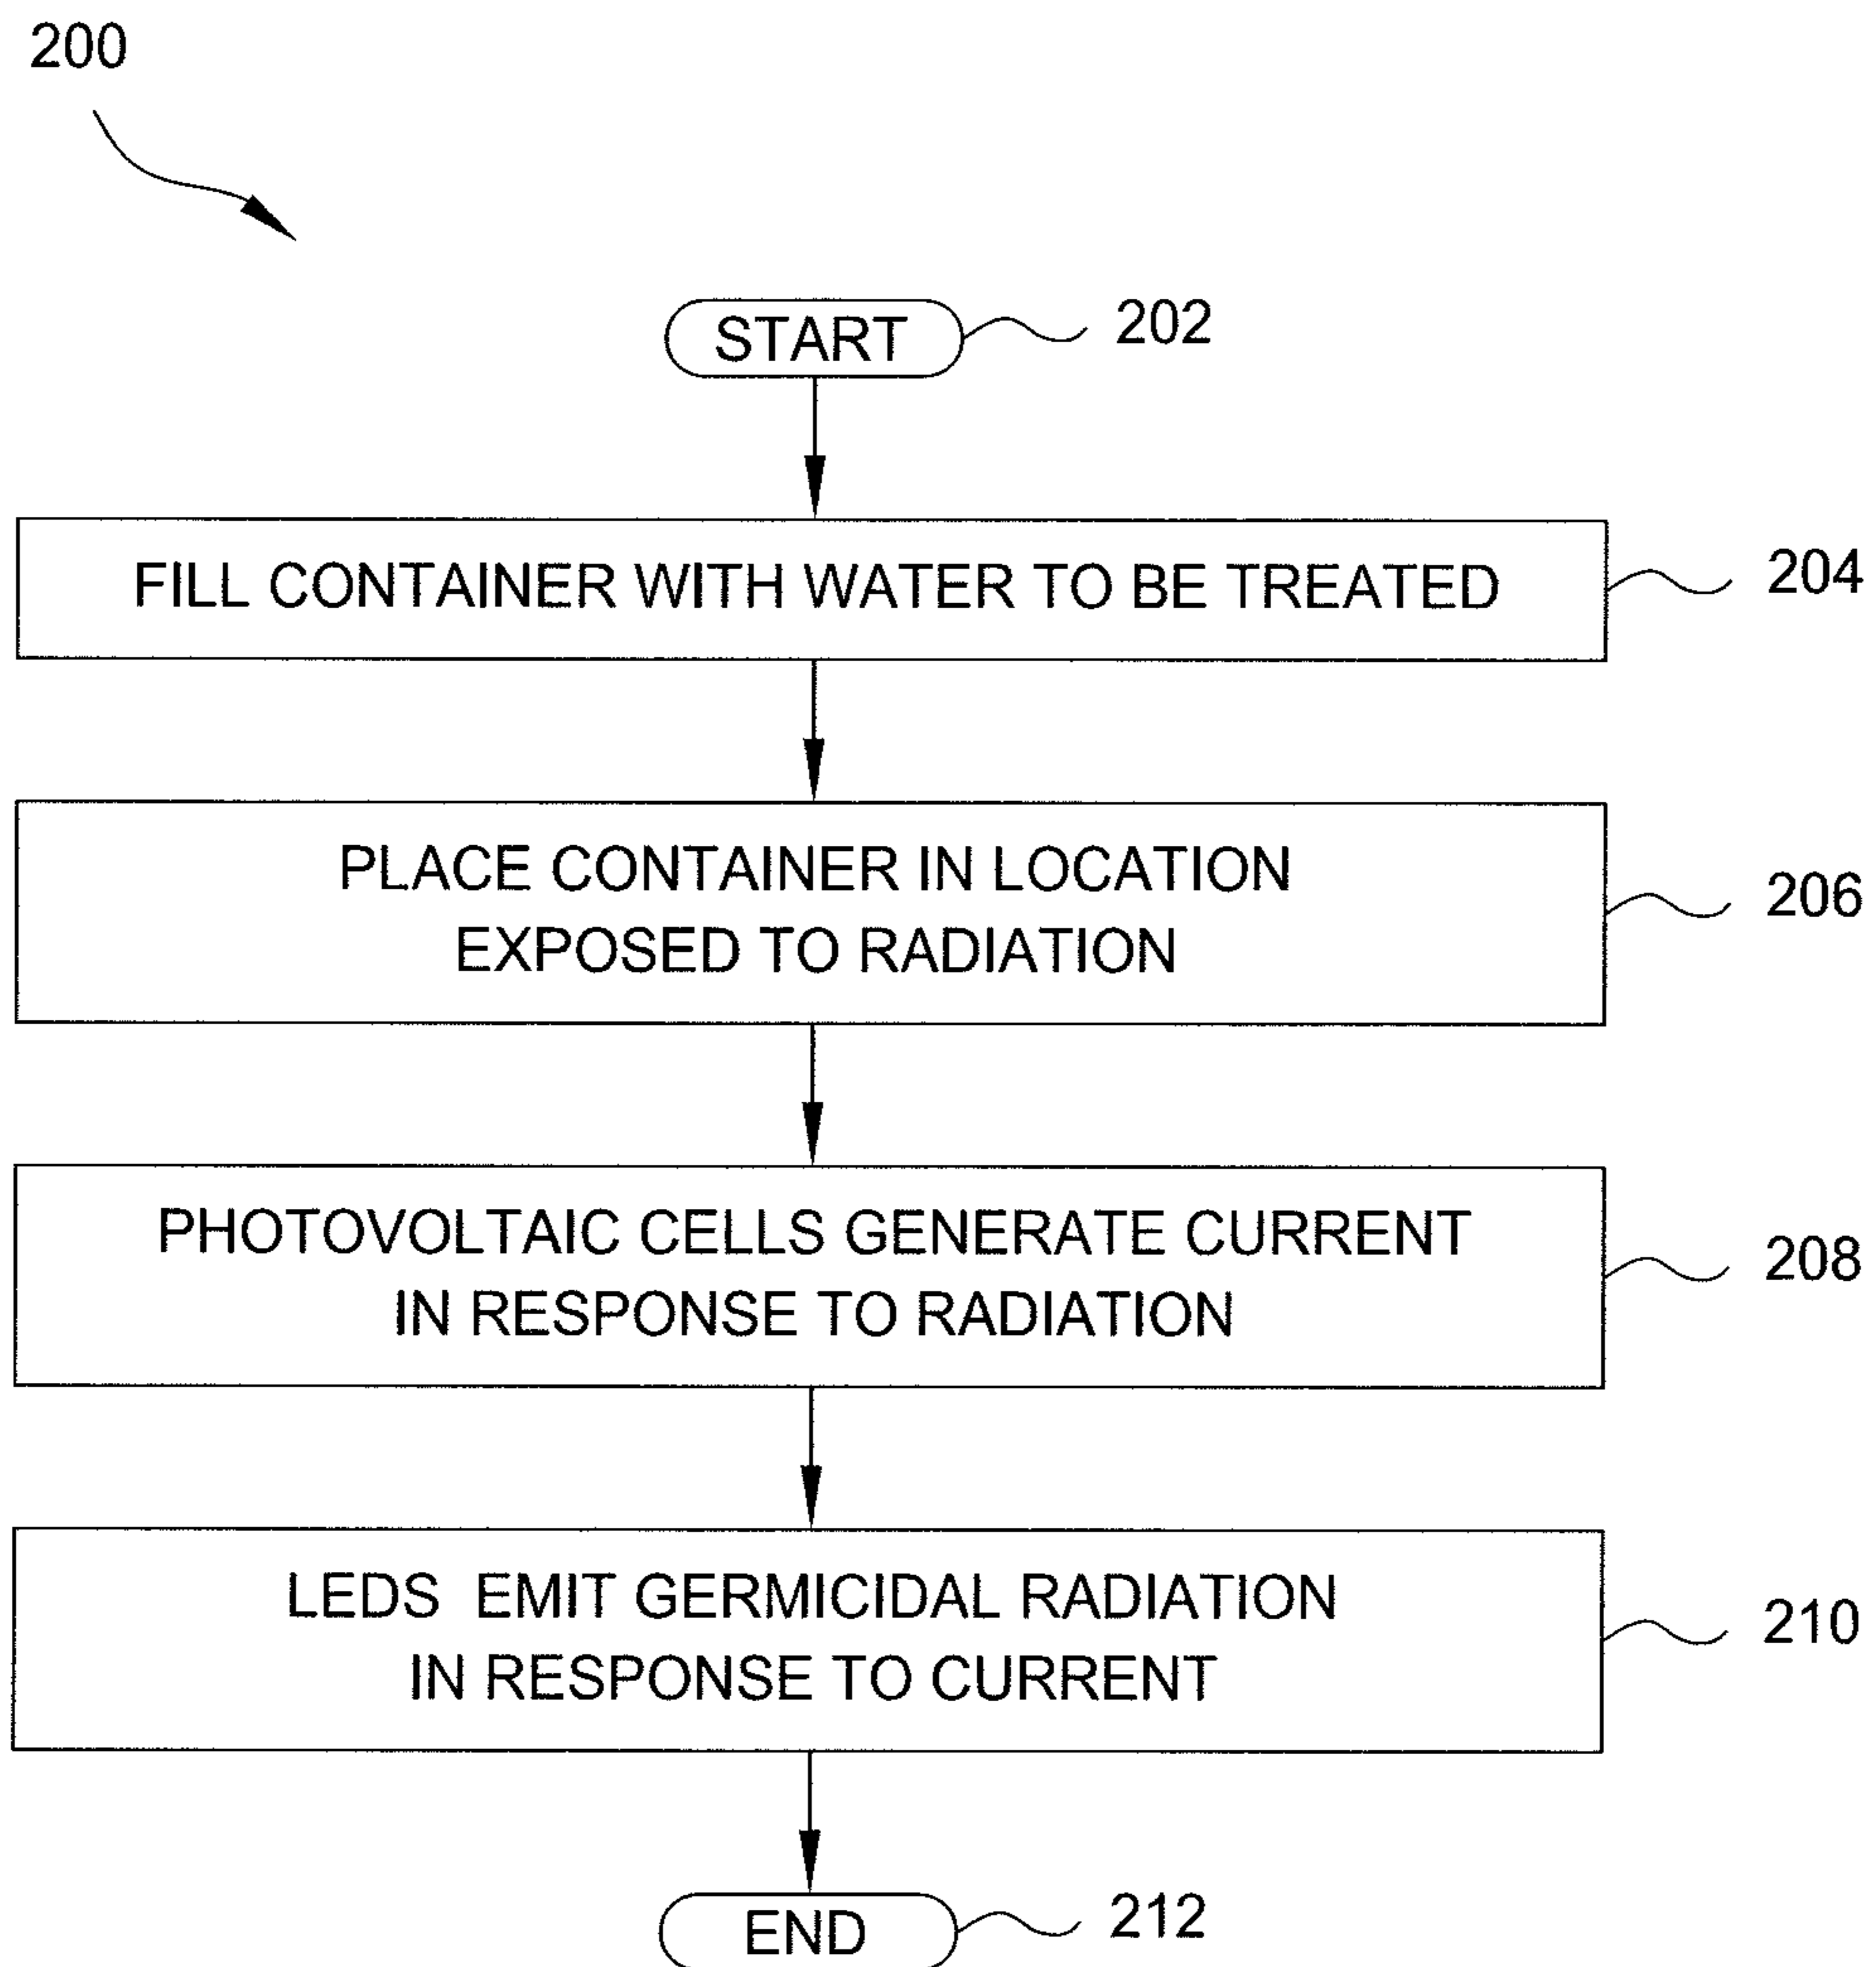 200
START
202
FILL CONTAINER WITH WATER TO BE TREATED
204
PLACE CONTAINER IN LOCATION
EXPOSED TO RADIATION
206
PHOTOVOLTAIC CELLS GENERATE CURRENT
IN RESPONSE TO RADIATION
208
LEDS EMIT GERMICIDAL RADIATION
IN RESPONSE TO CURRENT
210
END
212